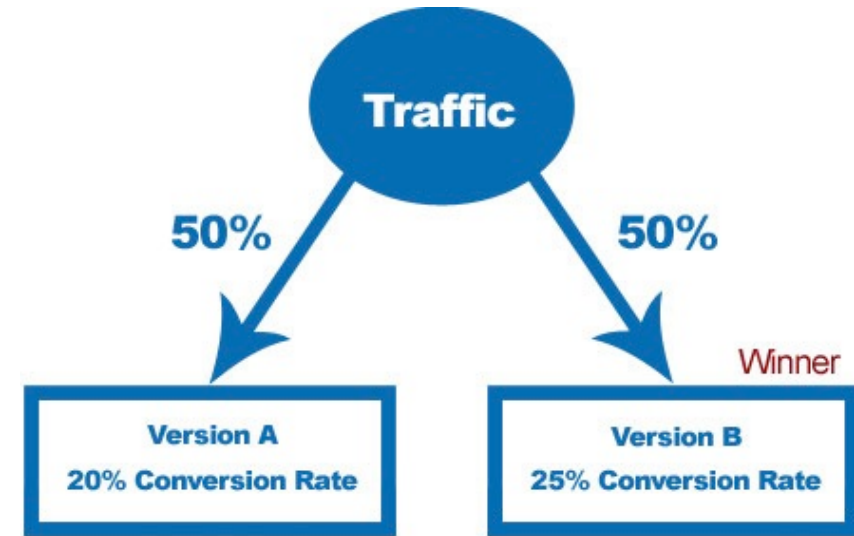 Traffic
50%
50%
Winner
Version A
20% Conversion Rate
Version B
25% Conversion Rate